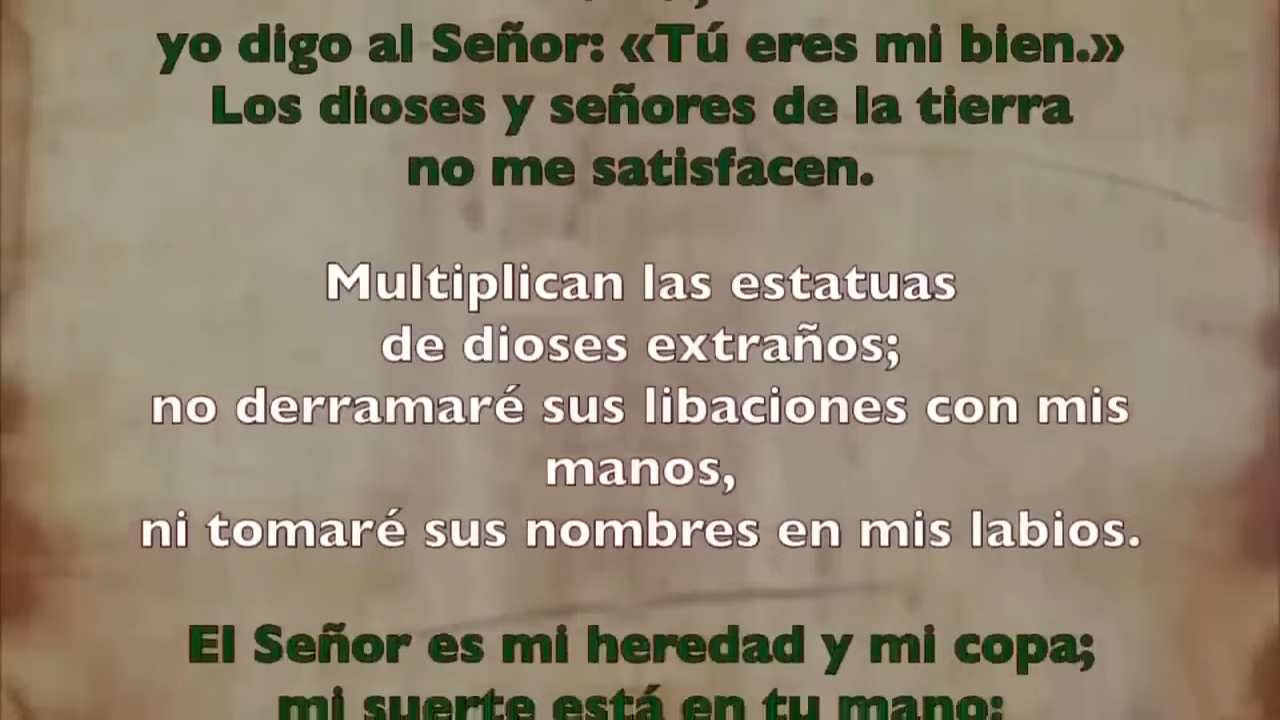 yo digo al Señor: «Tú eres mi bien.»
Los dioses y señores de la tierra
no me satisfacen.
Multiplican las estatuas
de dioses extraños;
no derramaré sus libaciones con mis
manos,
ni tomaré sus nombres en mis labios.
El Señor es mi heredad y mi copa;
mi suerte está en tu mano: